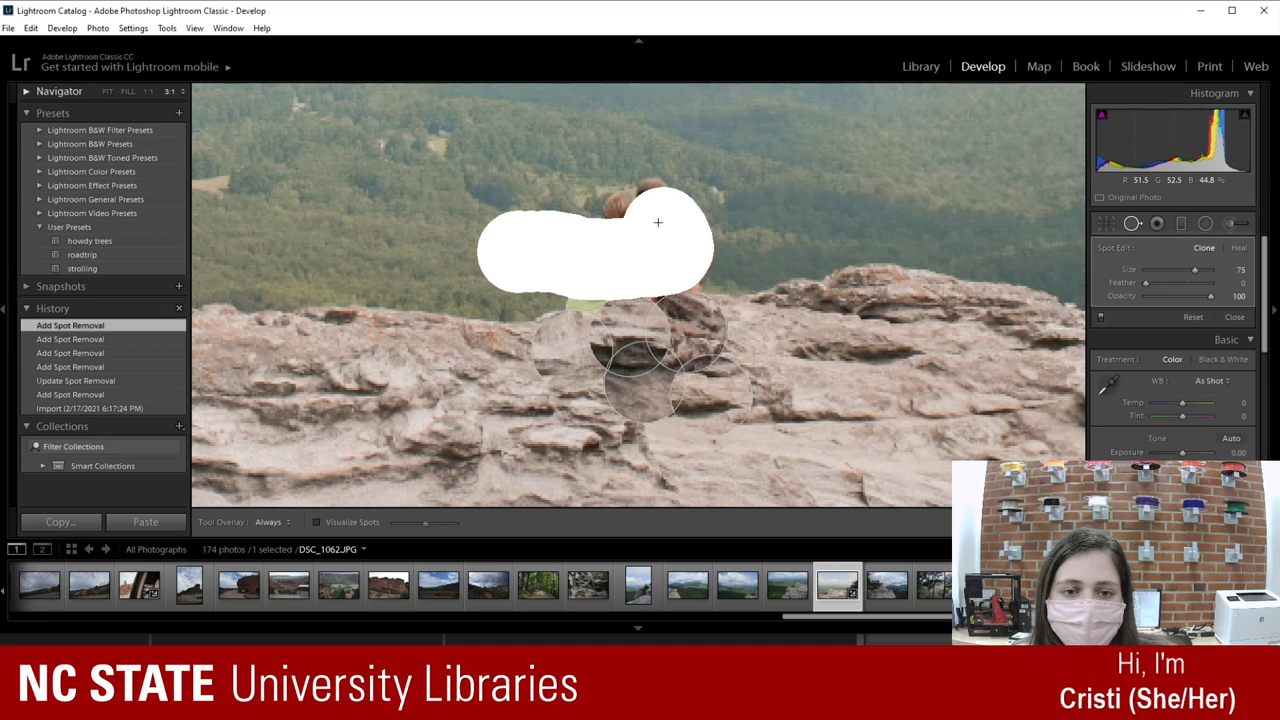 Lightroom Catalog - Adobe Photoshop Lightroom Classic - Develop
File Edit Develop Photo Settings Tools View Window Help
Lr
Adobe Lightroom Classic CC
Get started with Lightroom mobile
Library Develop Map Book Slideshow Print Web
Navigator FIT FILL 1:1 3:1
Presets +
Lightroom B&W Filter Presets
Lightroom B&W Presets
Lightroom B&W Toned Presets
Lightroom Color Presets
Lightroom Effect Presets
Lightroom General Presets
Lightroom Video Presets
User Presets
howdy trees
roadtrip
strolling
Snapshots +
History ×
Add Spot Removal
Add Spot Removal
Add Spot Removal
Add Spot Removal
Update Spot Removal
Add Spot Removal
Import (2/17/2021 6:17:24 PM)
Collections +
Filter Collections
Smart Collections
Copy... Paste
Histogram
R 51.5 G 52.5 B 44.8 %
Original Photo
Spot Edit : Clone Heal
Size 75
Feather 0
Opacity 100
Reset Close
Basic
Treatment : Color Black & White
WB : As Shot
Temp 0
Tint 0
Tone Auto
Exposure 0.00
Tool Overlay : Always Visualize Spots
1 2 All Photographs 174 photos / 1 selected / DSC_1062.JPG
NC STATE University Libraries
Hi, I'm
Cristi (She/Her)